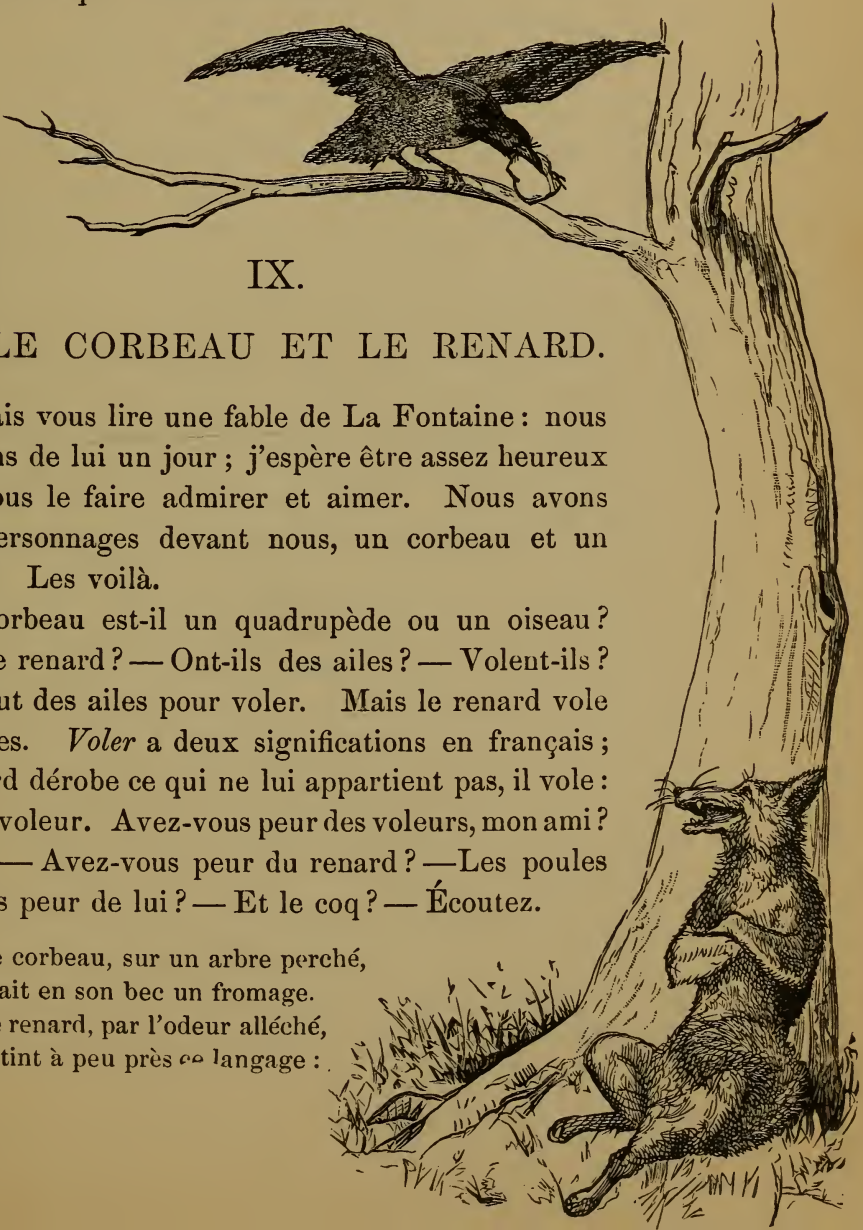 IX.
LE CORBEAU ET LE RENARD.
ais vous lire une fable de La Fontaine : nous
ns de lui un jour ; j'espère être assez heureux
ous le faire admirer et aimer. Nous avons
ersonnages devant nous, un corbeau et un
Les voilà.
orbeau est-il un quadrupède ou un oiseau ?
e renard ? — Ont-ils des ailes ? — Volent-ils ?
ut des ailes pour voler. Mais le renard vole
es. Voler a deux significations en français ;
rd dérobe ce qui ne lui appartient pas, il vole :
voleur. Avez-vous peur des voleurs, mon ami ?
— Avez-vous peur du renard ? — Les poules
s peur de lui ? — Et le coq ? — Écoutez.
e corbeau, sur un arbre perché,
ait en son bec un fromage.
e renard, par l'odeur alléché,
tint à peu près ce langage :